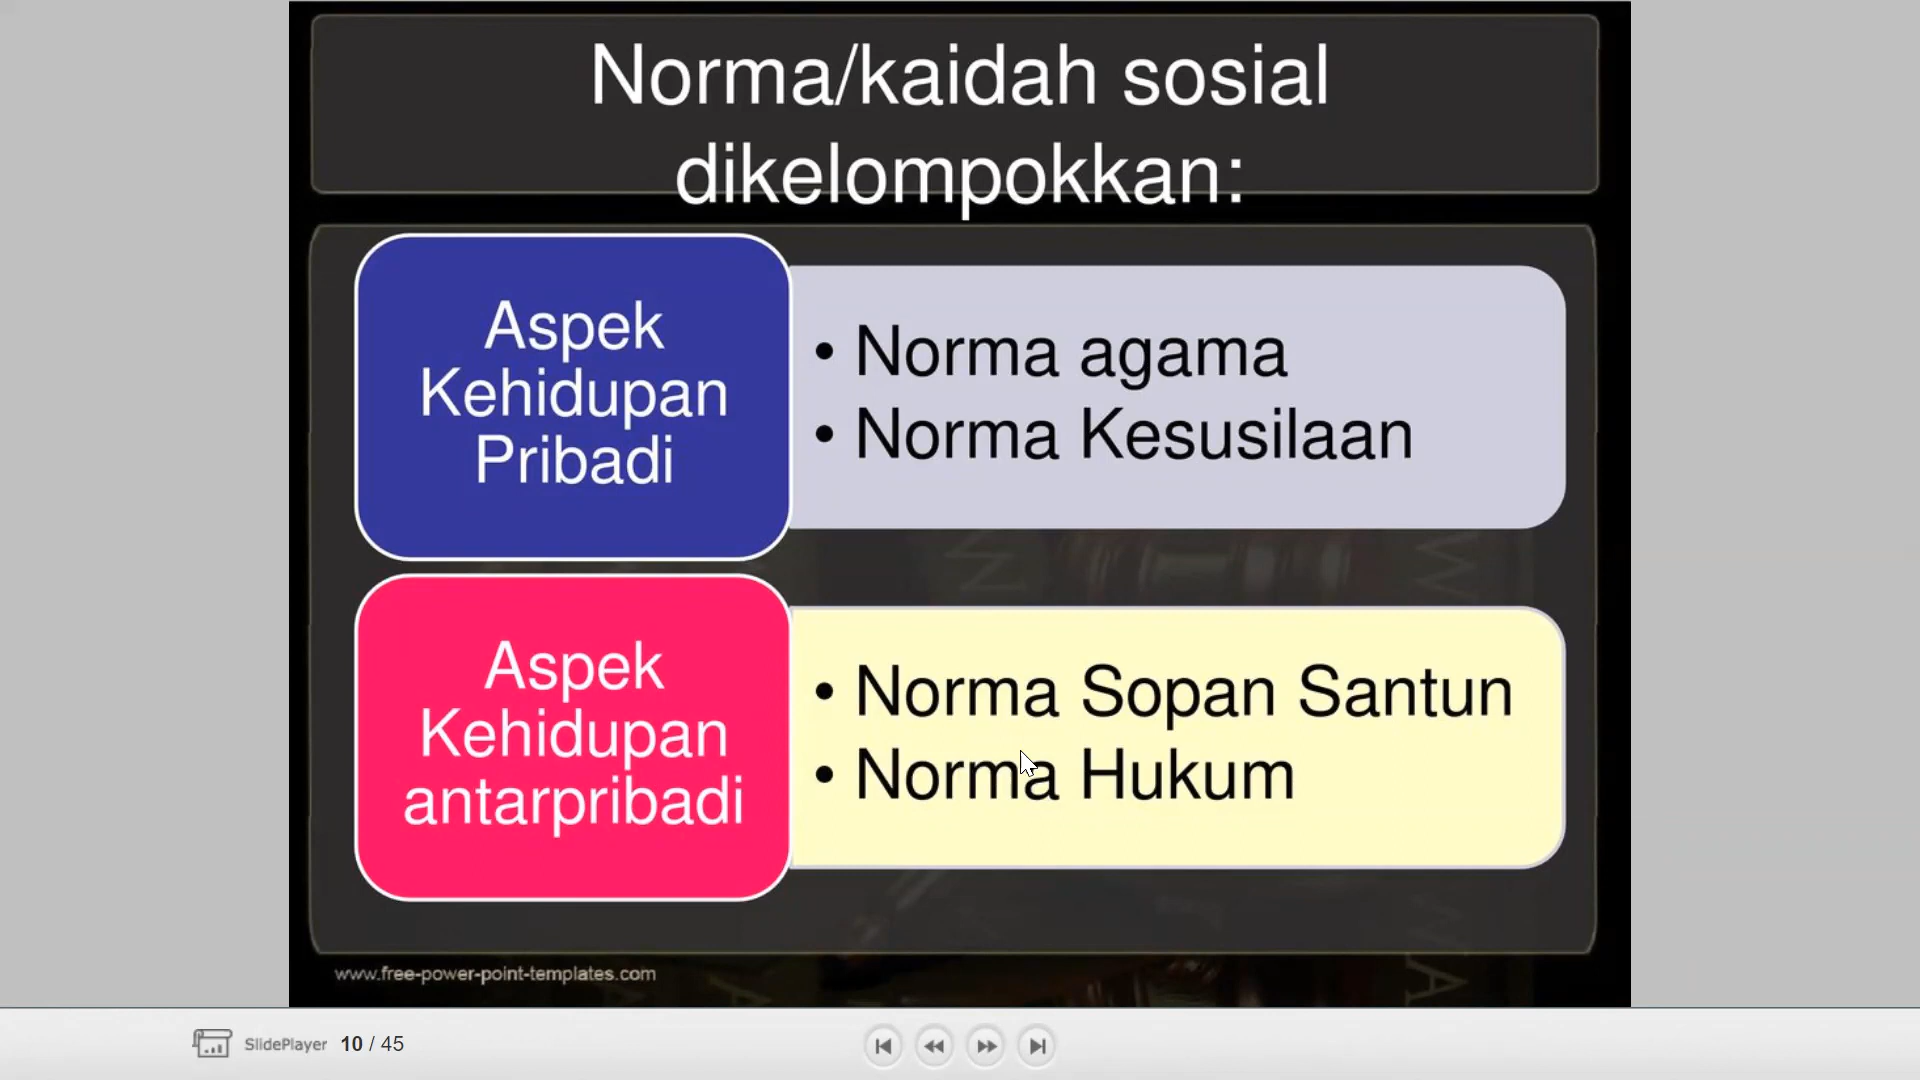 Norma/kaidah sosial
dikelompokkan:
Aspek
Kehidupan
Pribadi
• Norma agama
• Norma Kesusilaan
Aspek
Kehidupan
antarpribadi
• Norma Sopan Santun
• Norma Hukum
www.free-power-point-templates.com
SlidePlayer 10 / 45